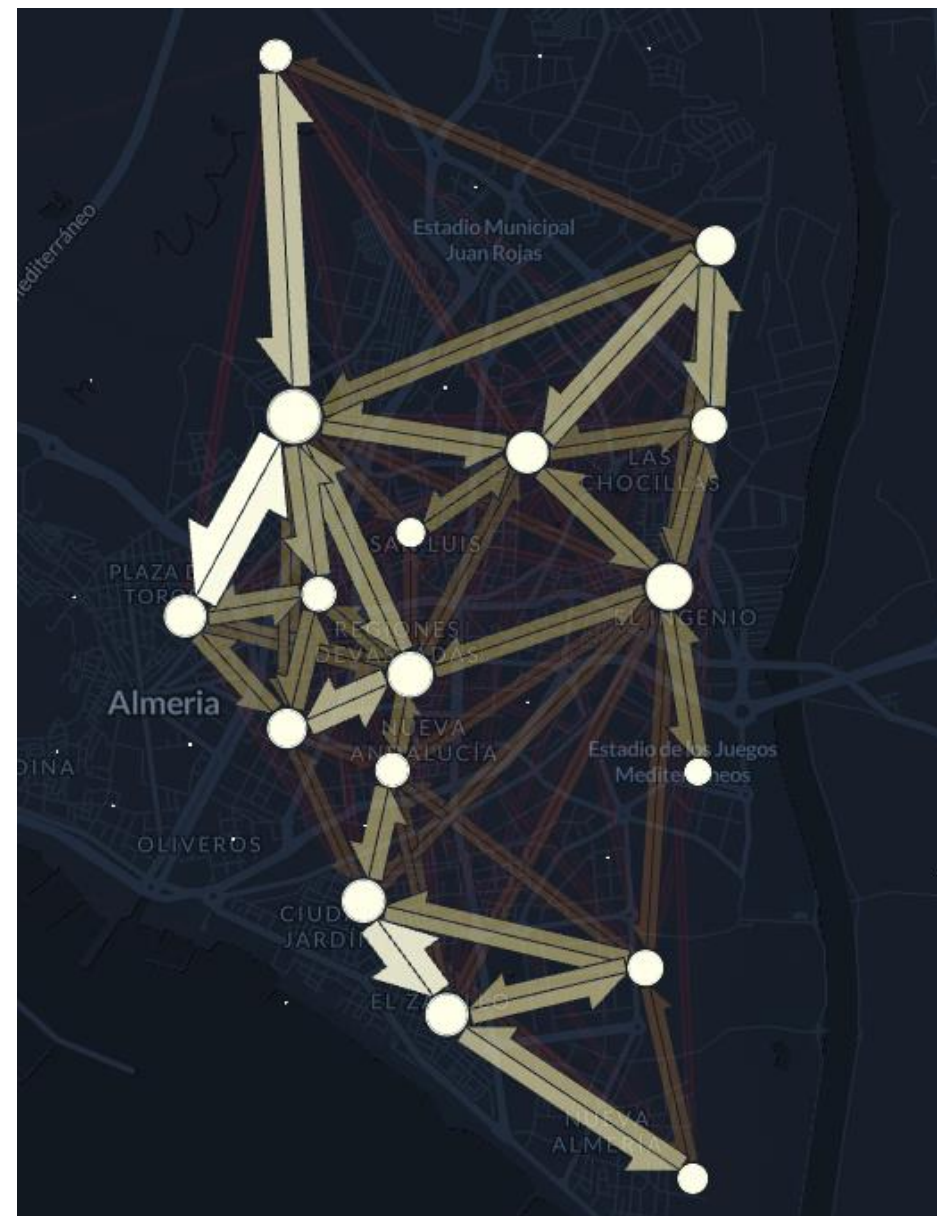 Estadio Municipal
Juan Rojas
editerráneo
LAS
CHOCILLAS
SAN LUIS
PLAZA D
TORO
EL INGENIO
REGIONES
DEVASTADAS
Almeria
NUEVA
ANDALUCÍA
Estadio de los Juegos
Mediterráneos
DINA
OLIVEROS
CIUDAD
JARDÍN
EL ZAPILLO
NUEVA
ALMERÍA